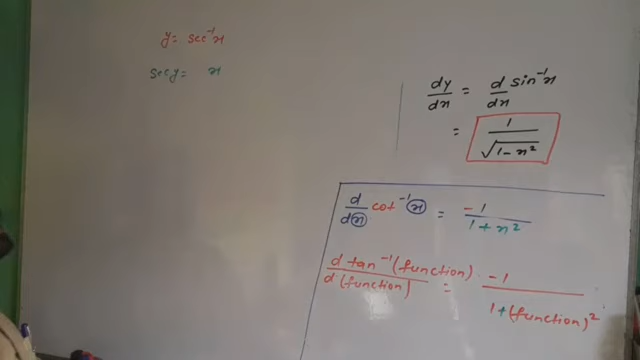 y = sec⁻¹x
sec y = x
dy/dx = d/dx sin⁻¹x
= 1/√(1-x²)
d/dx cot⁻¹x = -1/(1+x²)
d tan⁻¹(function)/d(function) = -1/(1+(function)²)